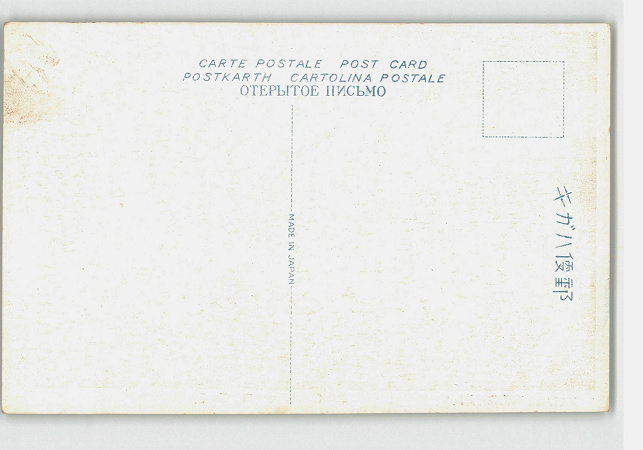 CARTE POSTALE POST CARD
POSTKARTH CARTOLINA POSTALE
ОТЕРЫТОЕ ПИСЬМО
MADE IN JAPAN
キガハ便郵